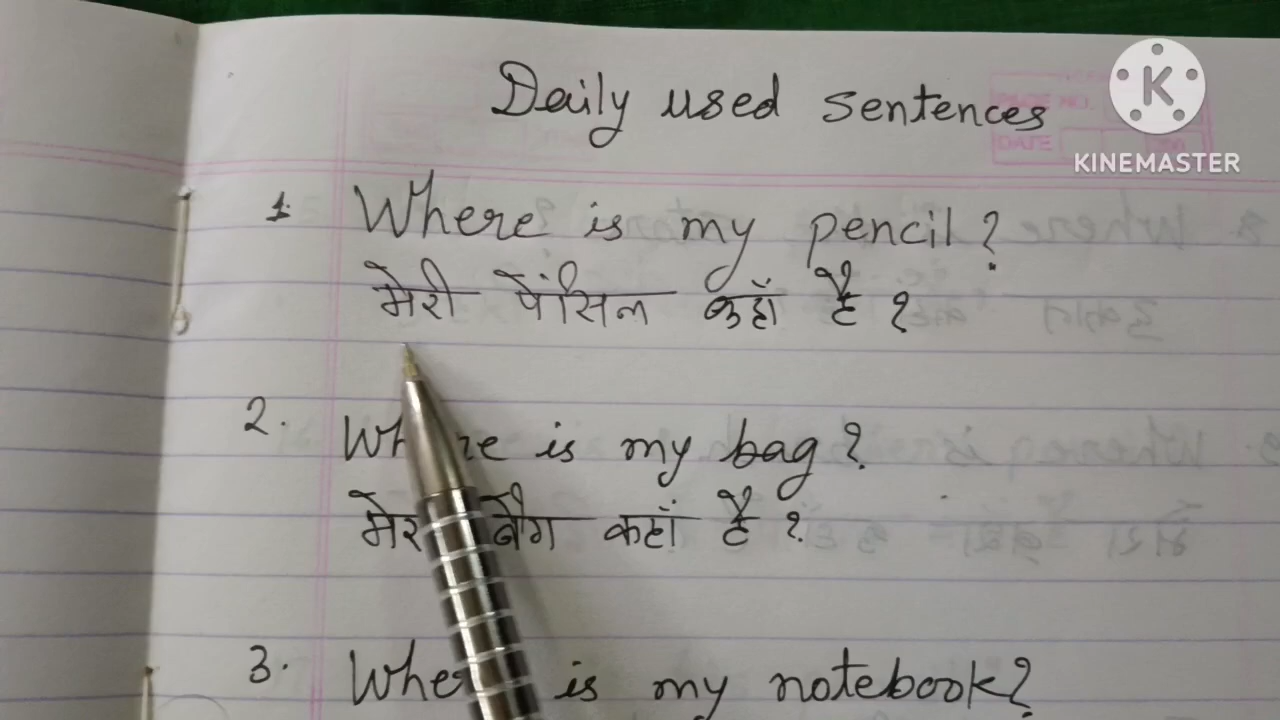 Daily used sentences
KINEMASTER
DATE
1. Where is my pencil?
मेरी पेंसिल कहाँ है ?
2. is my bag?
बैग कहाँ है ?
3. is my notebook?